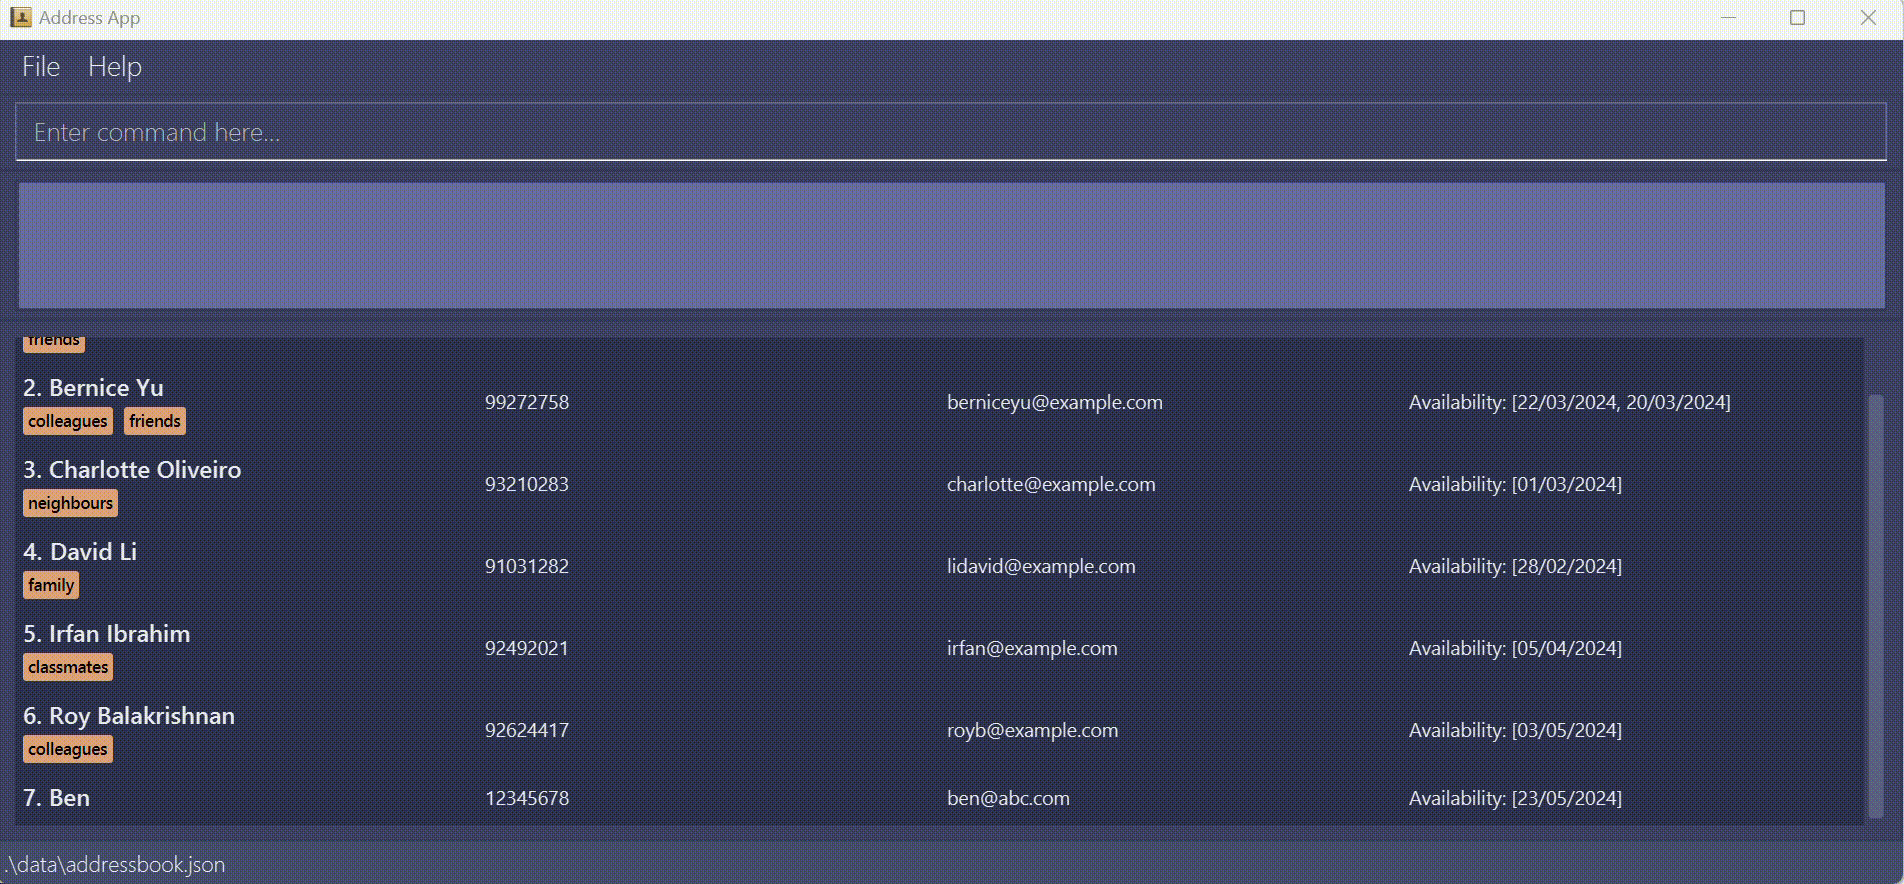 Address App
File Help
Enter command here...
friends
2. Bernice Yu
colleagues friends
99272758
berniceyu@example.com
Availability: [22/03/2024, 20/03/2024]
3. Charlotte Oliveiro
neighbours
93210283
charlotte@example.com
Availability: [01/03/2024]
4. David Li
family
91031282
lidavid@example.com
Availability: [28/02/2024]
5. Irfan Ibrahim
classmates
92492021
irfan@example.com
Availability: [05/04/2024]
6. Roy Balakrishnan
colleagues
92624417
royb@example.com
Availability: [03/05/2024]
7. Ben
12345678
ben@abc.com
Availability: [23/05/2024]
.\data\addressbook.json